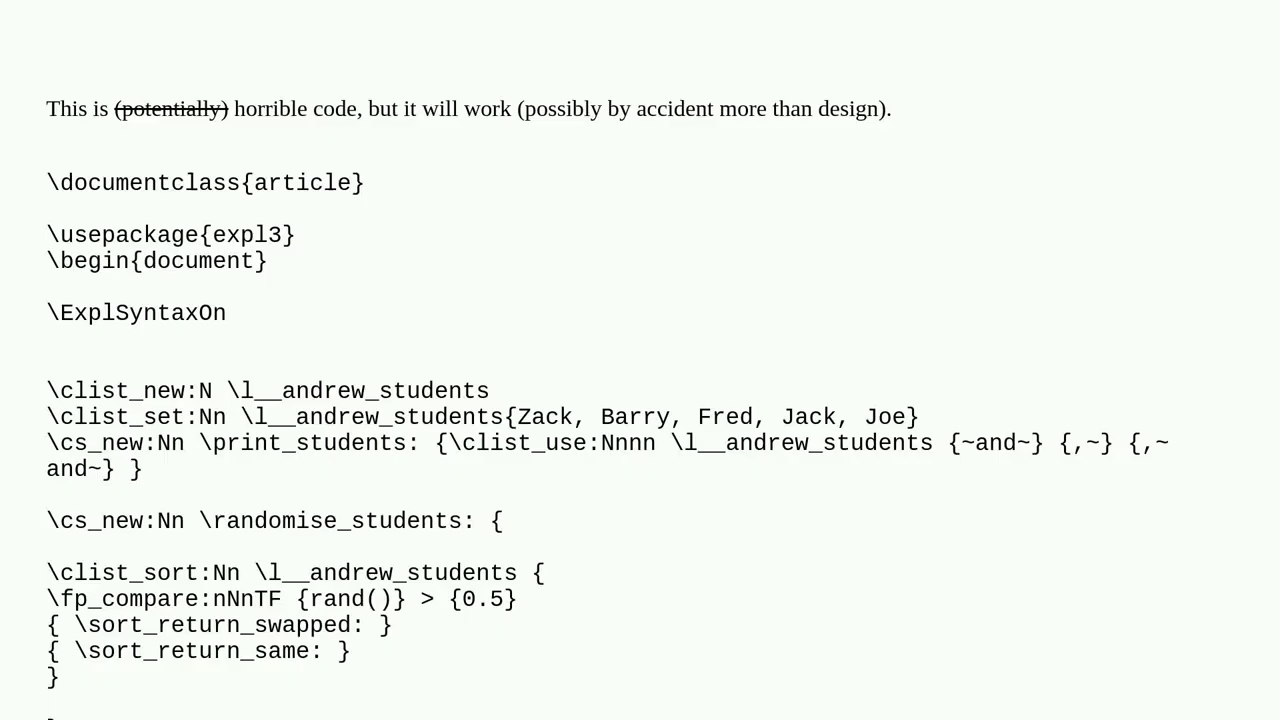 This is (potentially) horrible code, but it will work (possibly by accident more than design).
\documentclass{article}
\usepackage{expl3}
\begin{document}
\ExplSyntaxOn
\clist_new:N \l__andrew_students
\clist_set:Nn \l__andrew_students{Zack, Barry, Fred, Jack, Joe}
\cs_new:Nn \print_students: {\clist_use:Nnnn \l__andrew_students {~and~} {,~} {,~
and~} }
\cs_new:Nn \randomise_students: {
\clist_sort:Nn \l__andrew_students {
\fp_compare:nNnTF {rand()} > {0.5}
{ \sort_return_swapped: }
{ \sort_return_same: }
}